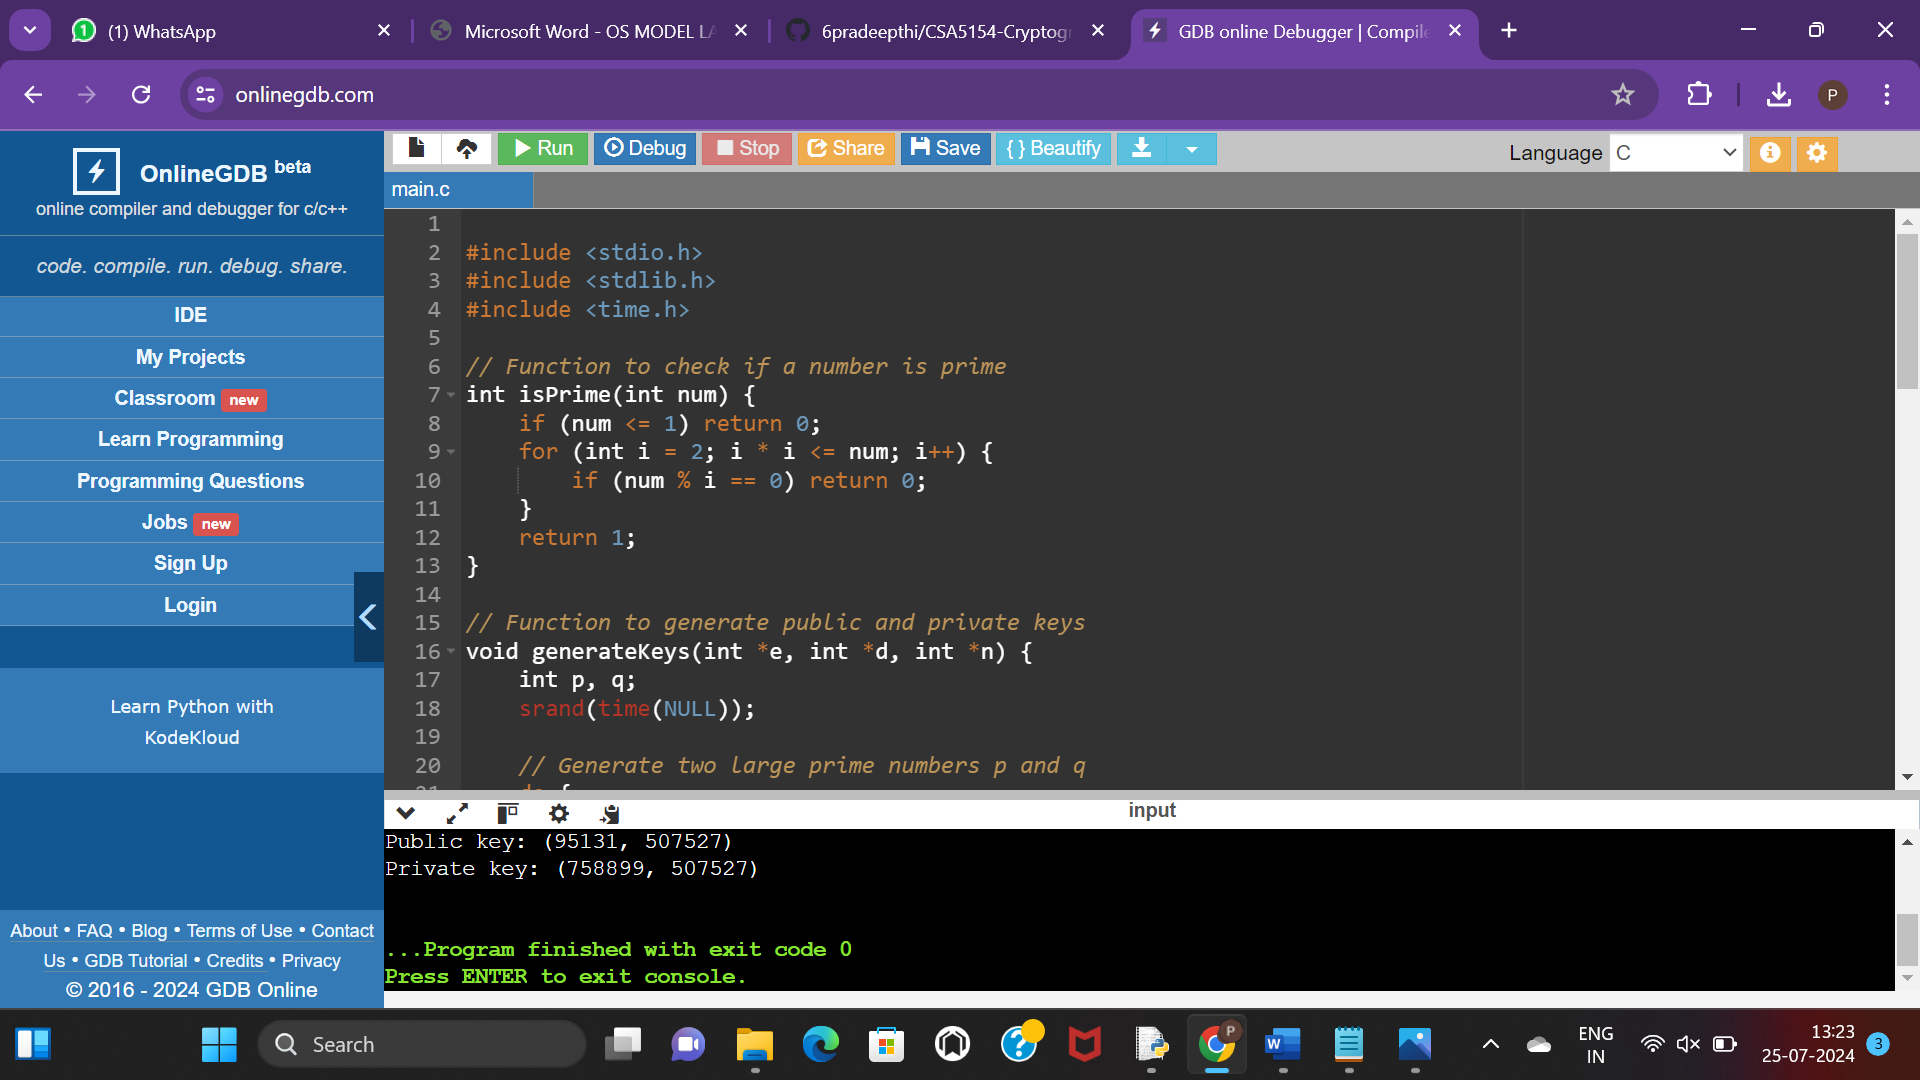 (1) WhatsApp
Microsoft Word - OS MODEL LA
6pradeepthi/CSA5154-Cryptogr
GDB online Debugger | Compile
onlinegdb.com
P
OnlineGDB beta
online compiler and debugger for c/c++
code. compile. run. debug. share.
IDE
My Projects
Classroom new
Learn Programming
Programming Questions
Jobs new
Sign Up
Login
Learn Python with
KodeKloud
About • FAQ • Blog • Terms of Use • Contact
Us • GDB Tutorial • Credits • Privacy
© 2016 - 2024 GDB Online
Run Debug Stop Share Save { } Beautify
Language C
main.c
1
2 #include <stdio.h>
3 #include <stdlib.h>
4 #include <time.h>
5
6 // Function to check if a number is prime
7 int isPrime(int num) {
8 if (num <= 1) return 0;
9 for (int i = 2; i * i <= num; i++) {
10 if (num % i == 0) return 0;
11 }
12 return 1;
13 }
14
15 // Function to generate public and private keys
16 void generateKeys(int *e, int *d, int *n) {
17 int p, q;
18 srand(time(NULL));
19
20 // Generate two large prime numbers p and q
21 do {
input
Public key: (95131, 507527)
Private key: (758899, 507527)
...Program finished with exit code 0
Press ENTER to exit console.
Search
ENG
IN
13:23
25-07-2024
3